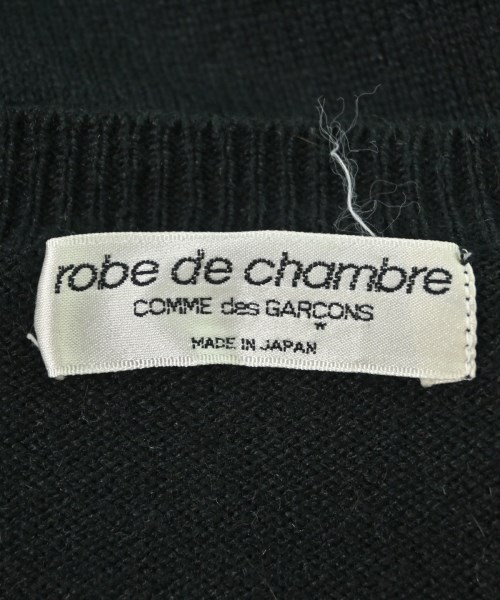 robe de chambre
COMME des GARCONS
*
MADE IN JAPAN